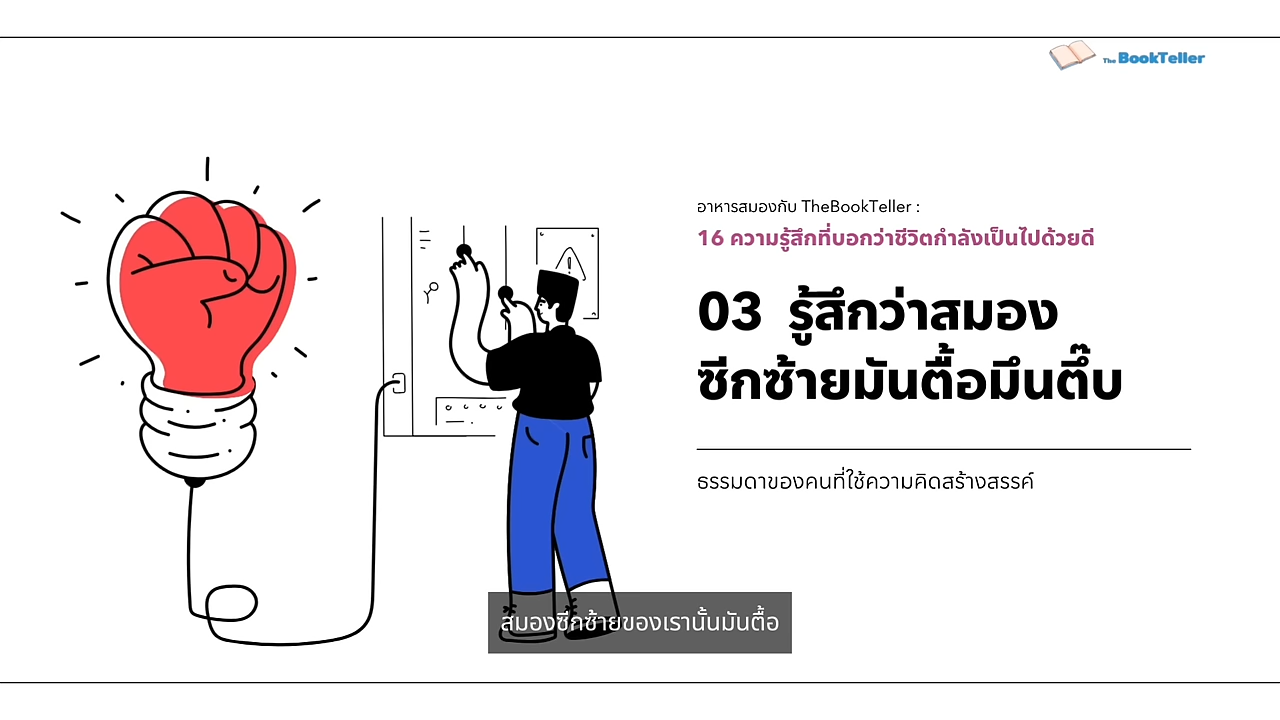 The BookTeller
อาหารสมองกับ TheBookTeller :
16 ความรู้สึกที่บอกว่าชีวิตกำลังเป็นไปด้วยดี
03 รู้สึกว่าสมอง
ซีกซ้ายมันตื้อมึนตึ๊บ
ธรรมดาของคนที่ใช้ความคิดสร้างสรรค์
สมองซีกซ้ายของเรานั้นมันตื้อ